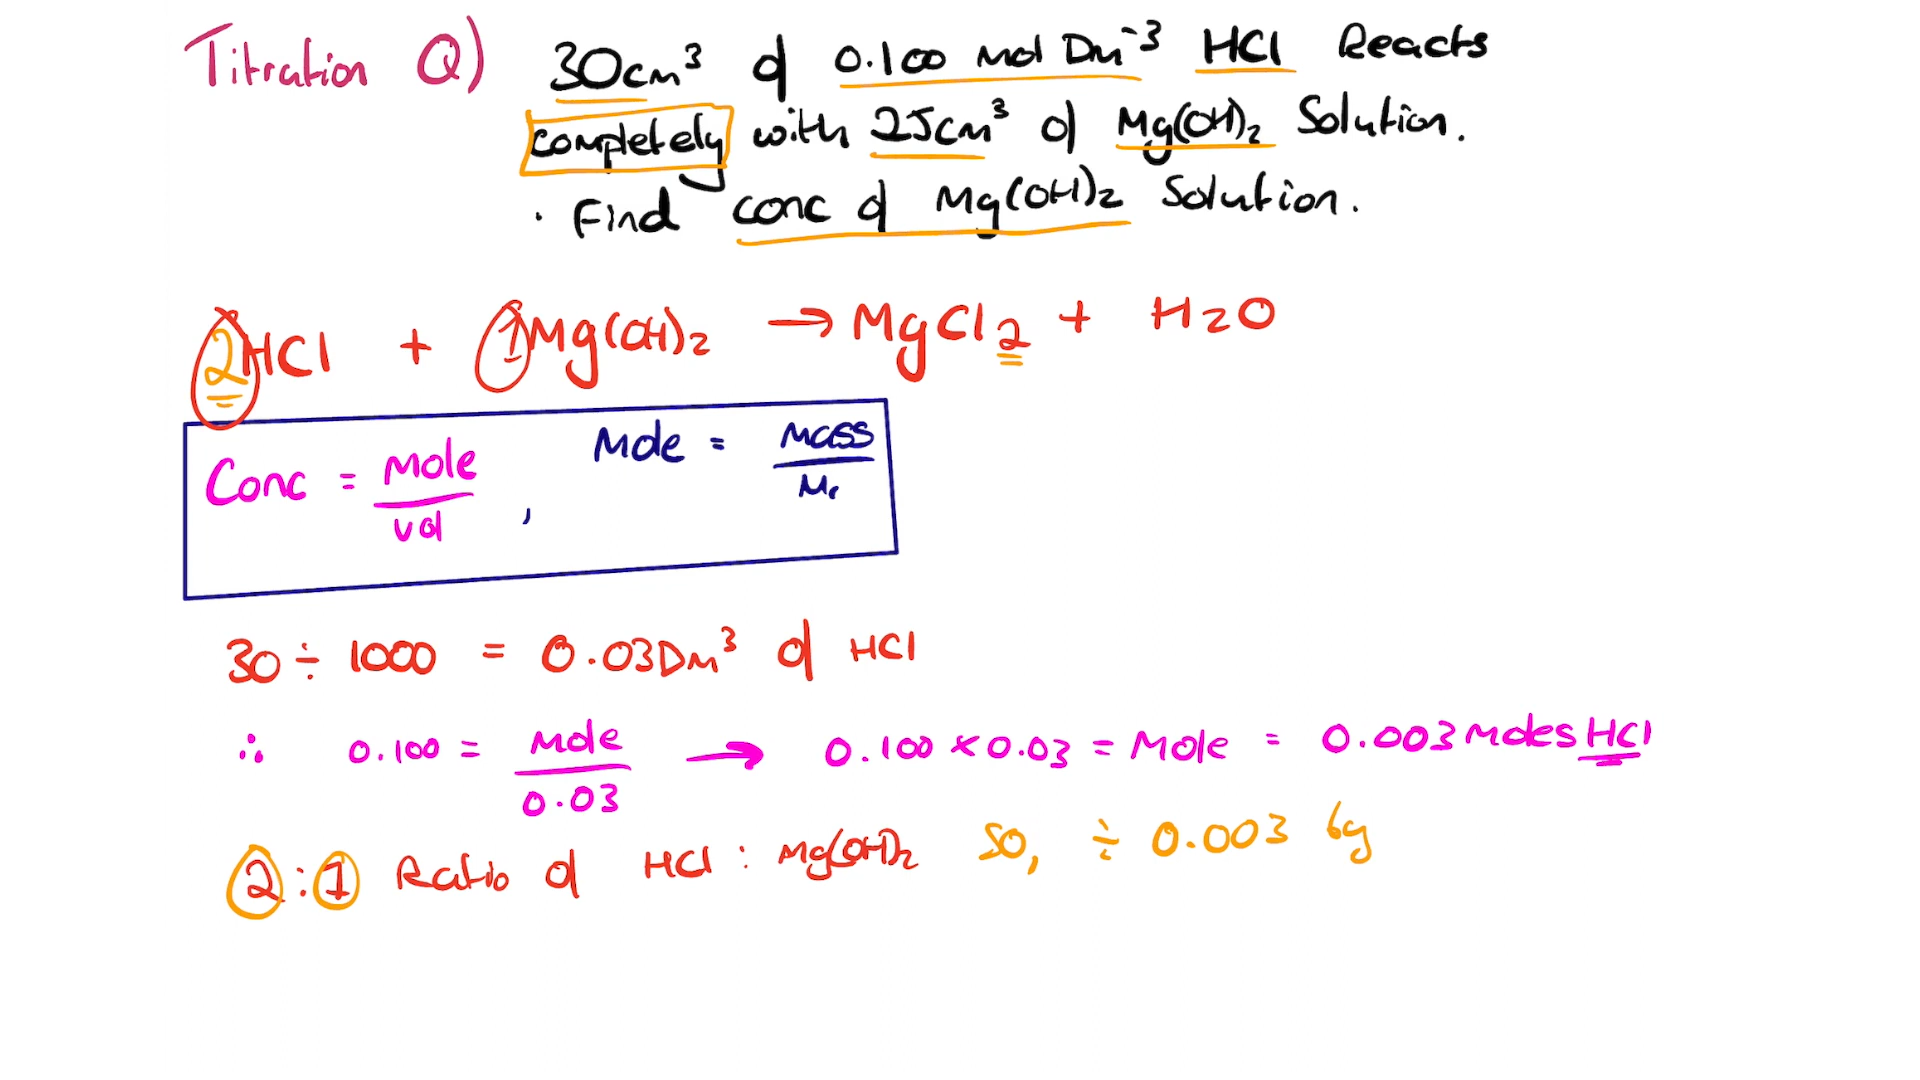 Titration Q) 30cm³ of 0.100 mol Dm⁻³ HCl Reacts
completely with 25cm³ of Mg(OH)₂ Solution.
· Find conc of Mg(OH)₂ Solution.
2HCl + 1Mg(OH)₂ → MgCl₂ + H₂O
Conc = Mole/vol , Mole = Mass/Mr
30 ÷ 1000 = 0.03Dm³ of HCl
∴ 0.100 = Mole/0.03 → 0.100 × 0.03 = Mole = 0.003 moles HCl
2:1 Ratio of HCl : Mg(OH)₂ so, ÷ 0.003 by